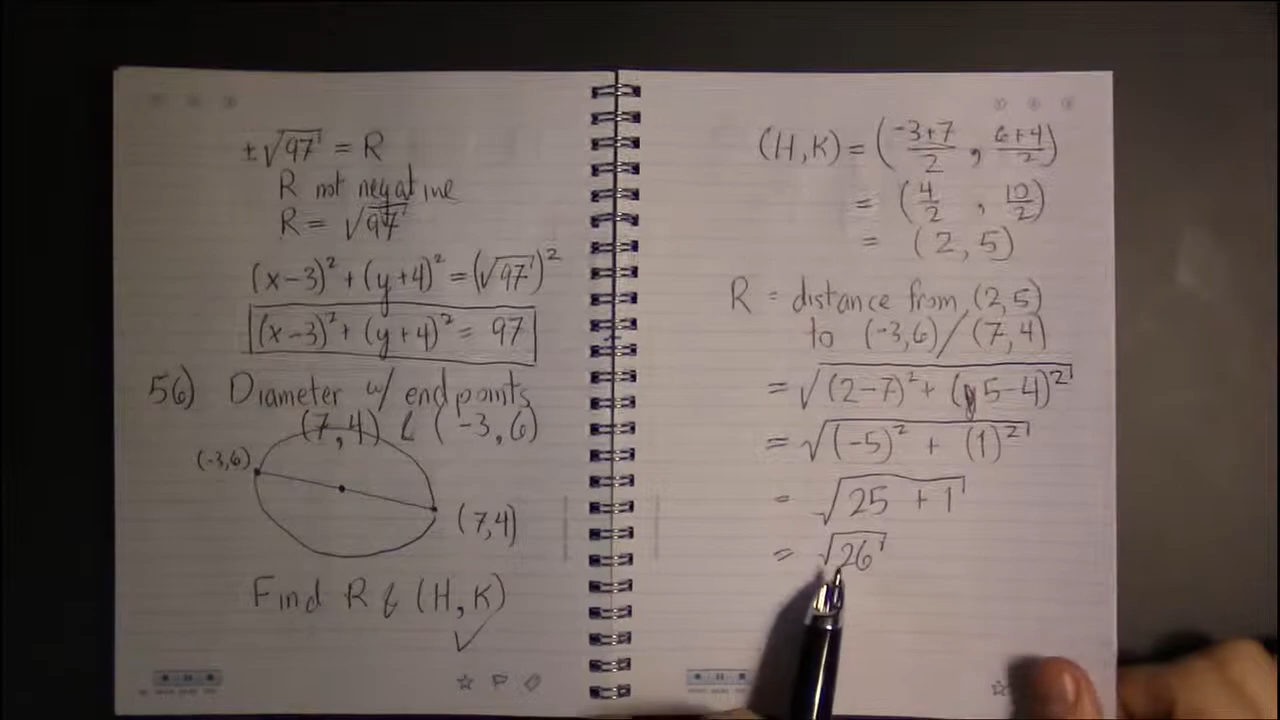 ±√97 = R
R not negative
R = √97
(x-3)² + (y+4)² = (√97)²
(x-3)² + (y+4)² = 97
56) Diameter w/ endpoints
(7,4) & (-3,6)
(-3,6)
(7,4)
Find R & (H,K)
✓
(H,K) = (-3+7/2 , 6+4/2)
= (4/2 , 10/2)
= (2,5)
R = distance from (2,5)
to (-3,6)/(7,4)
= √(2-7)² + (5-4)²
= √(-5)² + (1)²
= √25 + 1
= √26